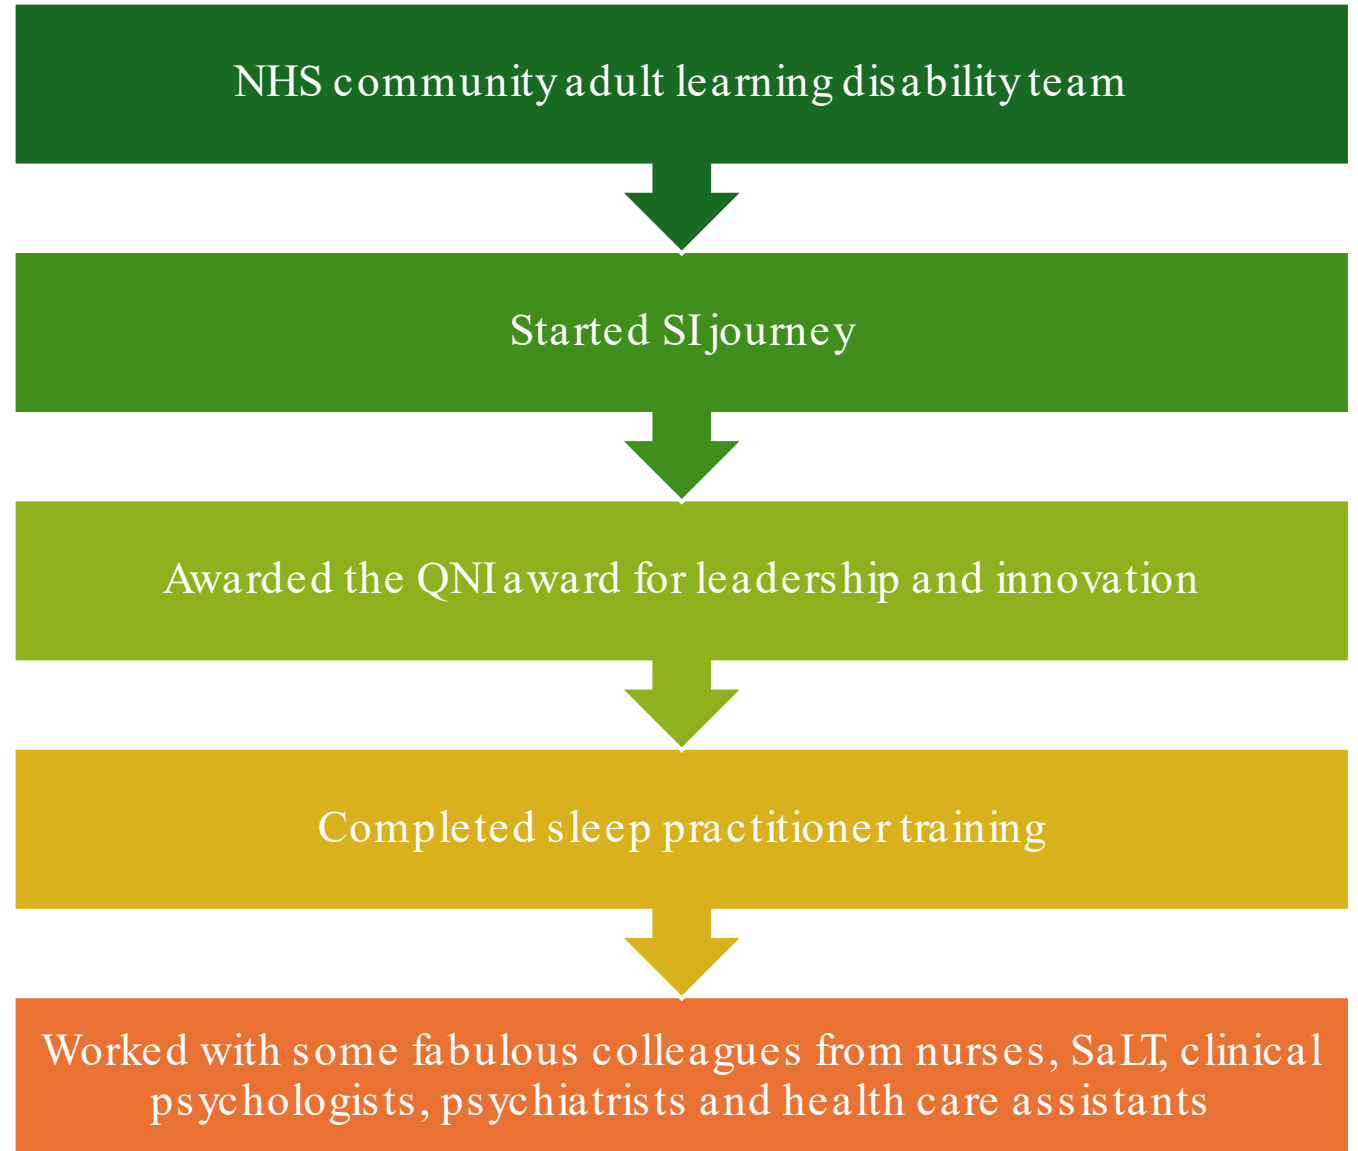 NHS community adult learning disability team
Started SI journey
Awarded the QNI award for leadership and innovation
Completed sleep practitioner training
Worked with some fabulous colleagues from nurses, SaLT, clinical
psychologists, psychiatrists and health care assistants